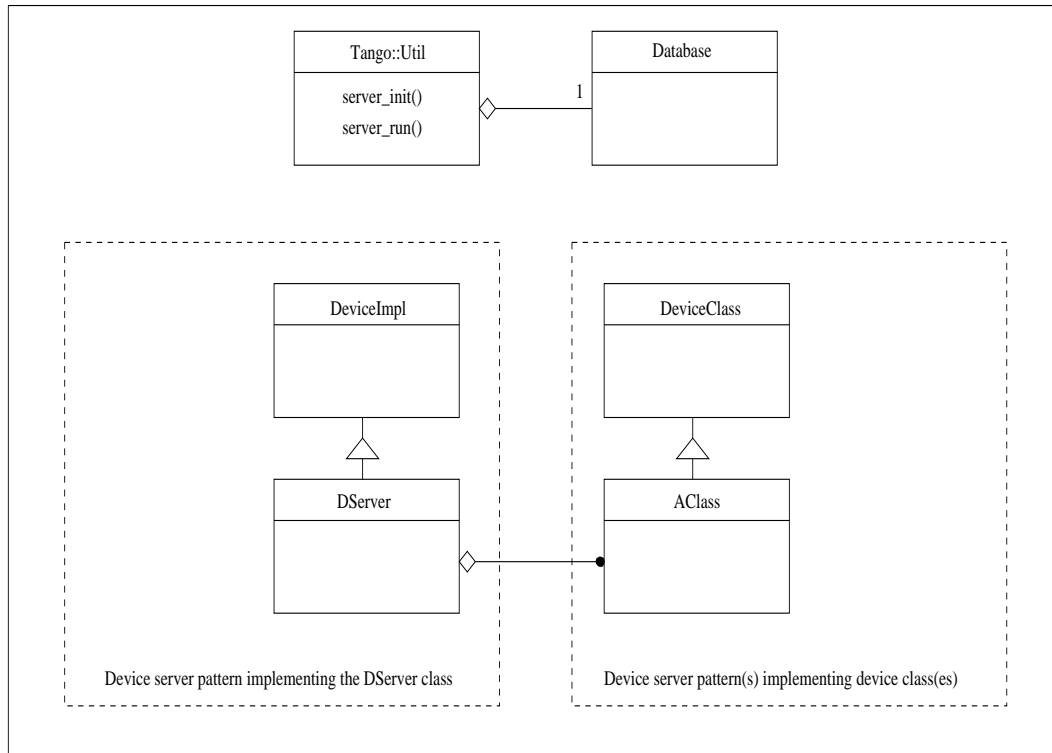 Tango::Util
Database
server_init()
server_run()
1
DeviceImpl
DeviceClass
DServer
AClass
Device server pattern implementing the DServer class
Device server pattern(s) implementing device class(es)